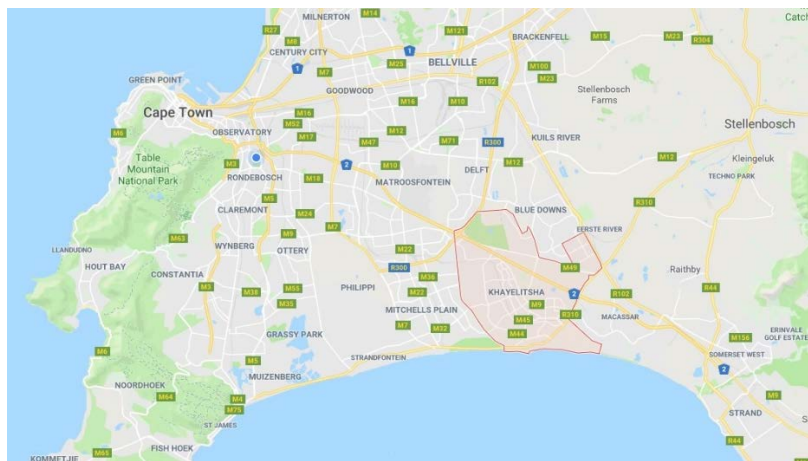 MILNERTON
M14
Catch
R27
M8
M121
BRACKENFELL
M15
M23
R304
CENTURY CITY
1
1
M7
M25
BELLVILLE
M100
R102
M23
GREEN POINT
GOODWOOD
Stellenbosch
Farms
Cape Town
M16
M16
M10
M52
OBSERVATORY
M17
M12
M47
M71
R300
KUILS RIVER
Stellenbosch
M6
Table
Mountain
National Park
M3
2
M10
DELFT
M12
M12
Kleingeluk
RONDEBOSCH
M18
MATROOSFONTEIN
TECHNO PARK
M5
CLAREMONT
M24
BLUE DOWNS
R310
M7
EERSTE RIVER
M63
M9
WYNBERG
OTTERY
M22
LLANDUDNO
HOUT BAY
CONSTANTIA
R300
M36
M49
Raithby
M3
M38
M55
PHILIPPI
M22
KHAYELITSHA
2
R102
R44
M35
MITCHELLS PLAIN
M9
R310
M45
MACASSAR
GRASSY PARK
M7
M32
M44
ERINVALE
GOLF ESTATE
M156
M6
STRANDFONTEIN
SOMERSET WEST
M5
2
MUIZENBERG
NOORDHOEK
M64
M4
M75
M9
STRAND
ST JAMES
R44
FISH HOEK
M65
KOMMETJIE